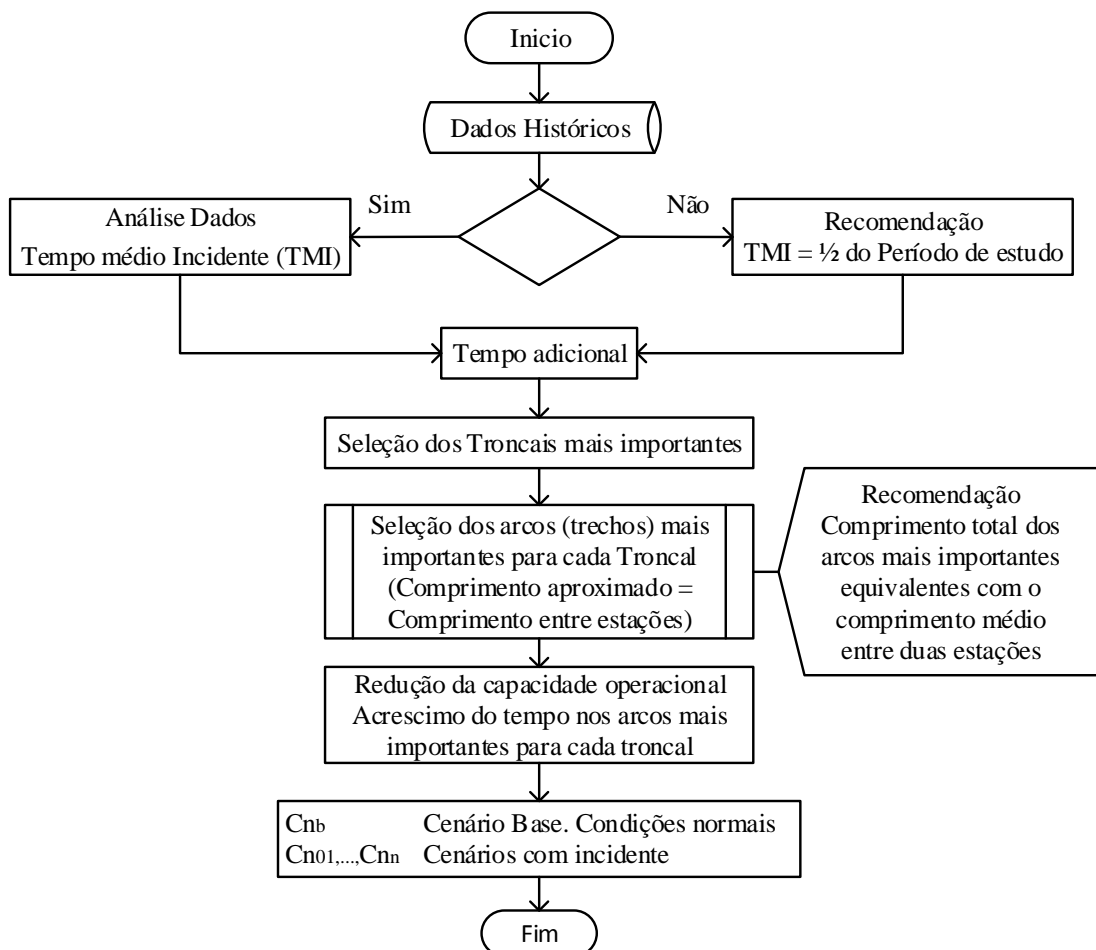 Inicio
Dados Históricos
Sim
Não
Análise Dados
Tempo médio Incidente (TMI)
Recomendação
TMI = ½ do Período de estudo
Tempo adicional
Seleção dos Troncais mais importantes
Seleção dos arcos (trechos) mais
importantes para cada Troncal
(Comprimento aproximado =
Comprimento entre estações)
Recomendação
Comprimento total dos
arcos mais importantes
equivalentes com o
comprimento médio
entre duas estações
Redução da capacidade operacional
Acrescimo do tempo nos arcos mais
importantes para cada troncal
Cnb Cenário Base. Condições normais
Cn01,...,Cnn Cenários com incidente
Fim